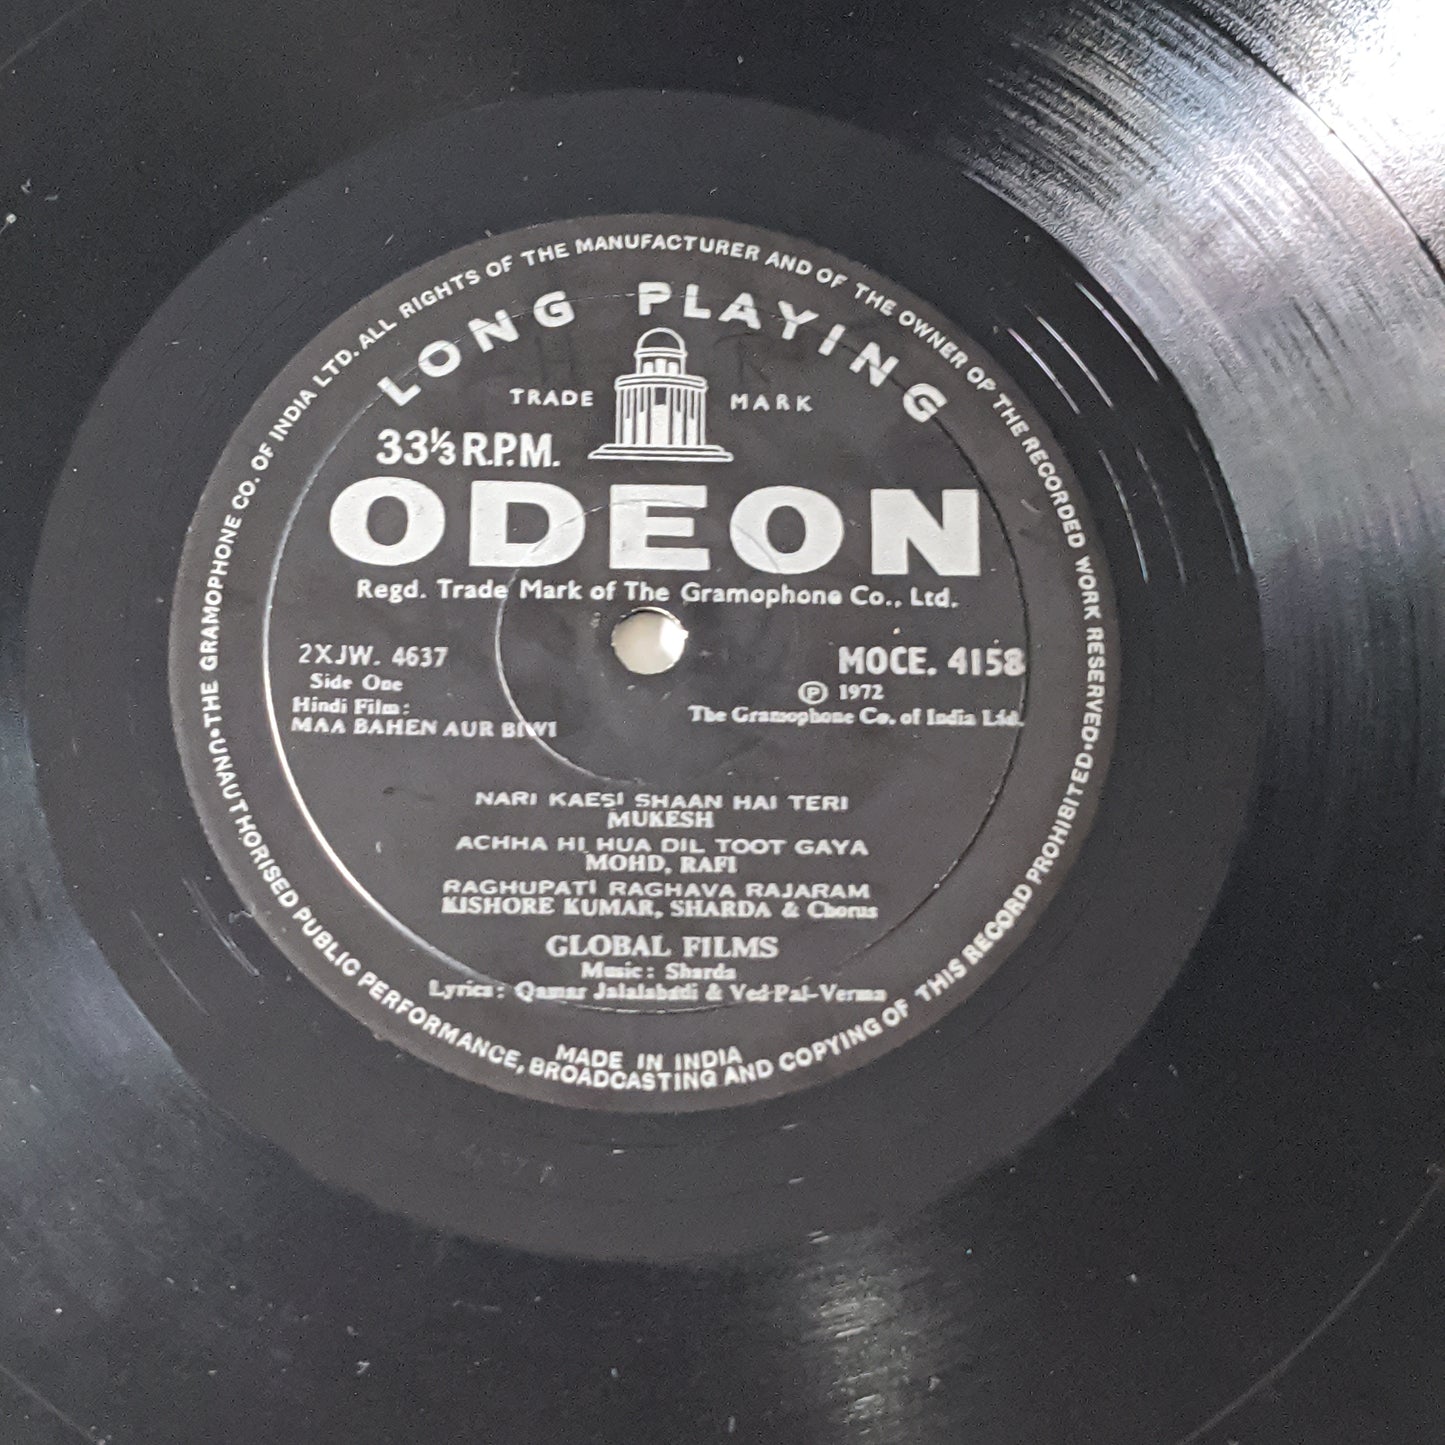 •THE GRAMOPHONE CO. OF INDIA LTD. ALL RIGHTS OF THE MANUFACTURER AND OF THE OWNER OF THE RECORDED WORK RESERVED•
LONG PLAYING
TRADE MARK
33⅓ R.P.M.
ODEON
Regd. Trade Mark of The Gramophone Co., Ltd.
2XJW. 4637
MOCE. 4158
Side One
Ⓟ 1972
Hindi Film:
The Gramophone Co. of India Ltd.
MAA BAHEN AUR BIWI
NARI KAESI SHAAN HAI TERI
MUKESH
ACHHA HI HUA DIL TOOT GAYA
MOHD, RAFI
RAGHUPATI RAGHAVA RAJARAM
KISHORE KUMAR, SHARDA & Chorus
GLOBAL FILMS
Music: Sharda
Lyrics: Qamar Jalalabadi & Ved-Pal-Verma
MADE IN INDIA
UNAUTHORISED PUBLIC PERFORMANCE, BROADCASTING AND COPYING OF THIS RECORD PROHIBITED